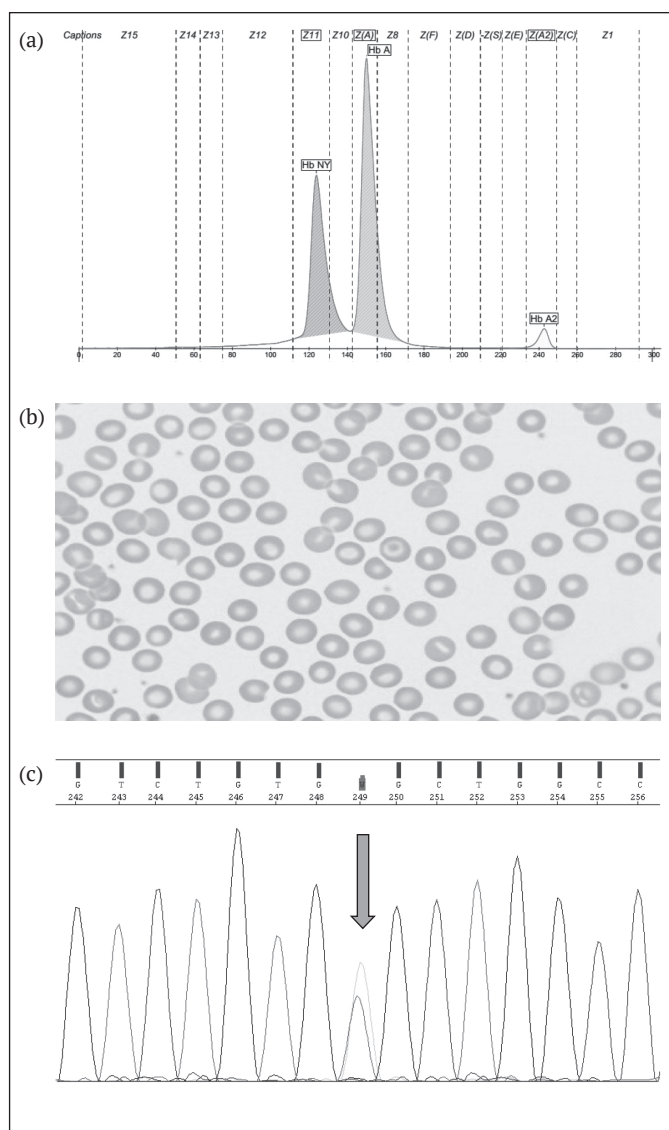 (a)
Captions Z15 Z14 Z13 Z12 Z11 Z10 Z(A) Z8 Z(F) Z(D) -Z(S) Z(E) Z(A2) Z(C) Z1
Hb A
Hb NY
Hb A2
0 20 40 60 80 100 120 140 160 180 200 220 240 260 280 300
(b)
(c)
G T C T G T G G C T G G C C
242 243 244 245 246 247 248 249 250 251 252 253 254 255 256